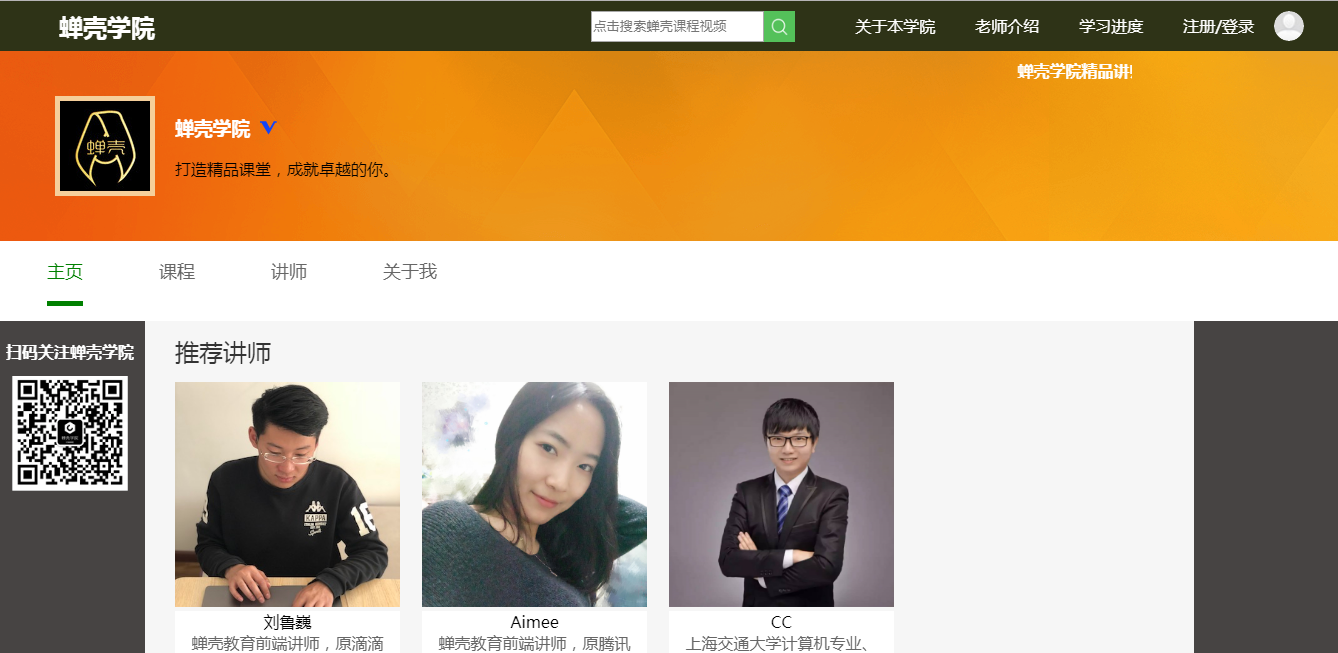 蝉壳学院
点击搜索蝉壳课程视频
关于本学院 老师介绍 学习进度 注册/登录
蝉壳学院精品讲!
蝉壳
蝉壳学院
打造精品课堂，成就卓越的你。
主页 课程 讲师 关于我
扫码关注蝉壳学院
推荐讲师
KAPPA
16
刘鲁巍
蝉壳教育前端讲师，原滴滴
Aimee
蝉壳教育前端讲师，原腾讯
CC
上海交通大学计算机专业、